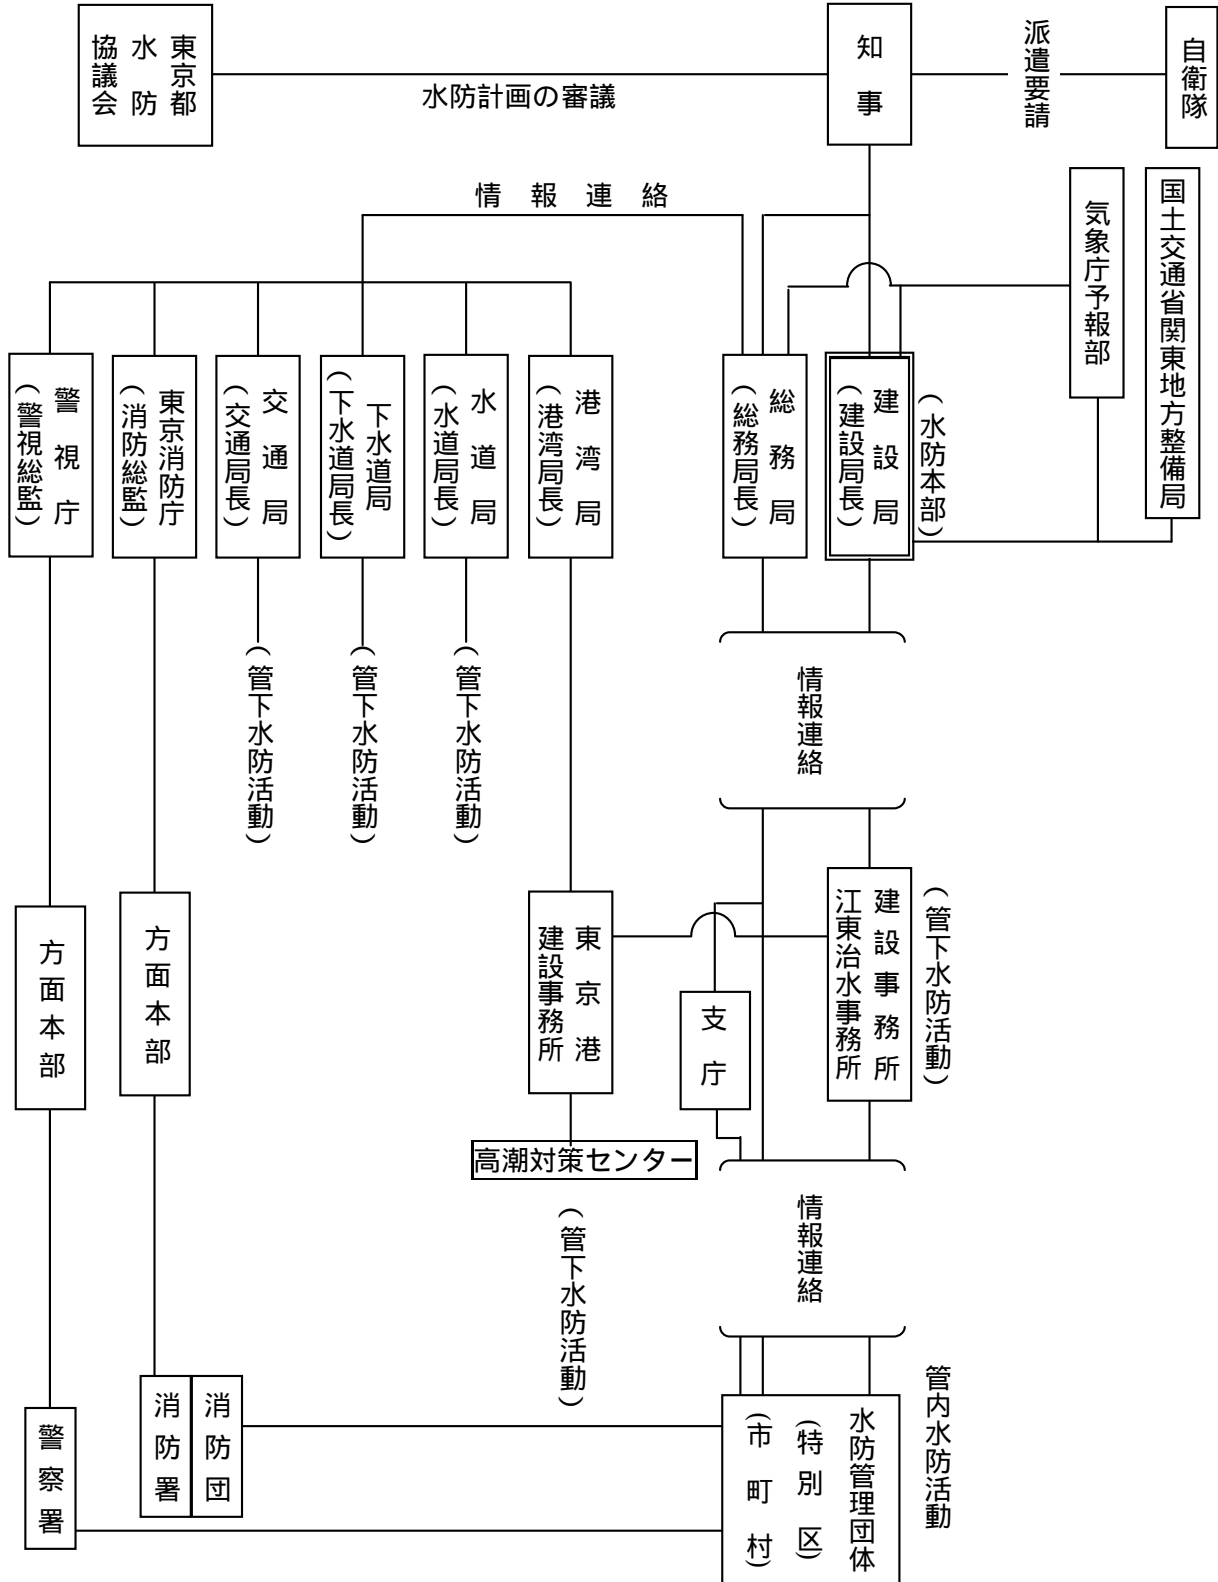 東京都
水防
協議会
水防計画の審議
知事
派遣要請
自衛隊
情報連絡
気象庁予報部
国土交通省関東地方整備局
警視庁
(警視総監)
東京消防庁
(消防総監)
交通局
(交通局長)
下水道局
(下水道局長)
水道局
(水道局長)
港湾局
(港湾局長)
総務局
(総務局長)
建設局
(建設局長)
(水防本部)
(管下水防活動)
(管下水防活動)
(管下水防活動)
情報連絡
方面本部
方面本部
東京港
建設事務所
支庁
建設事務所
江東治水事務所
(管下水防活動)
高潮対策センター
(管下水防活動)
情報連絡
警察署
消防署
消防団
水防管理団体
(特別区)
(市町村)
管内水防活動